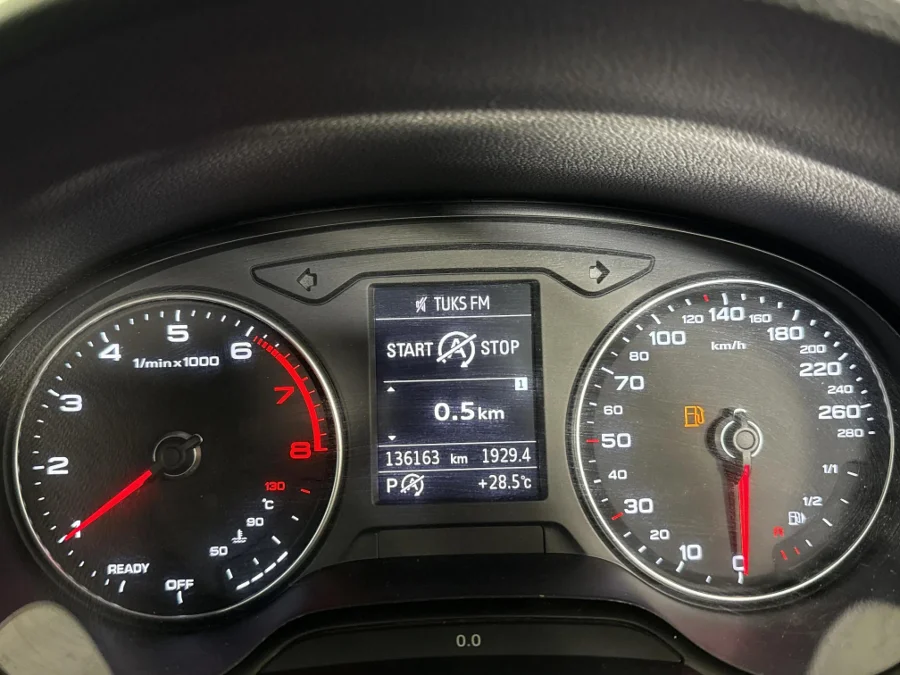 TUKS FM
START A STOP
1
0.5 km
136163 km 1929.4
P A +28.5°C
1 2 3 4 5 6 7 8
1/min x 1000
READY
OFF
50 90 130
°C
0 10 20 30 40 50 60 70 80 100 120 140 160 180 200 220 240 260 280
km/h
1/1
1/2
R
0.0